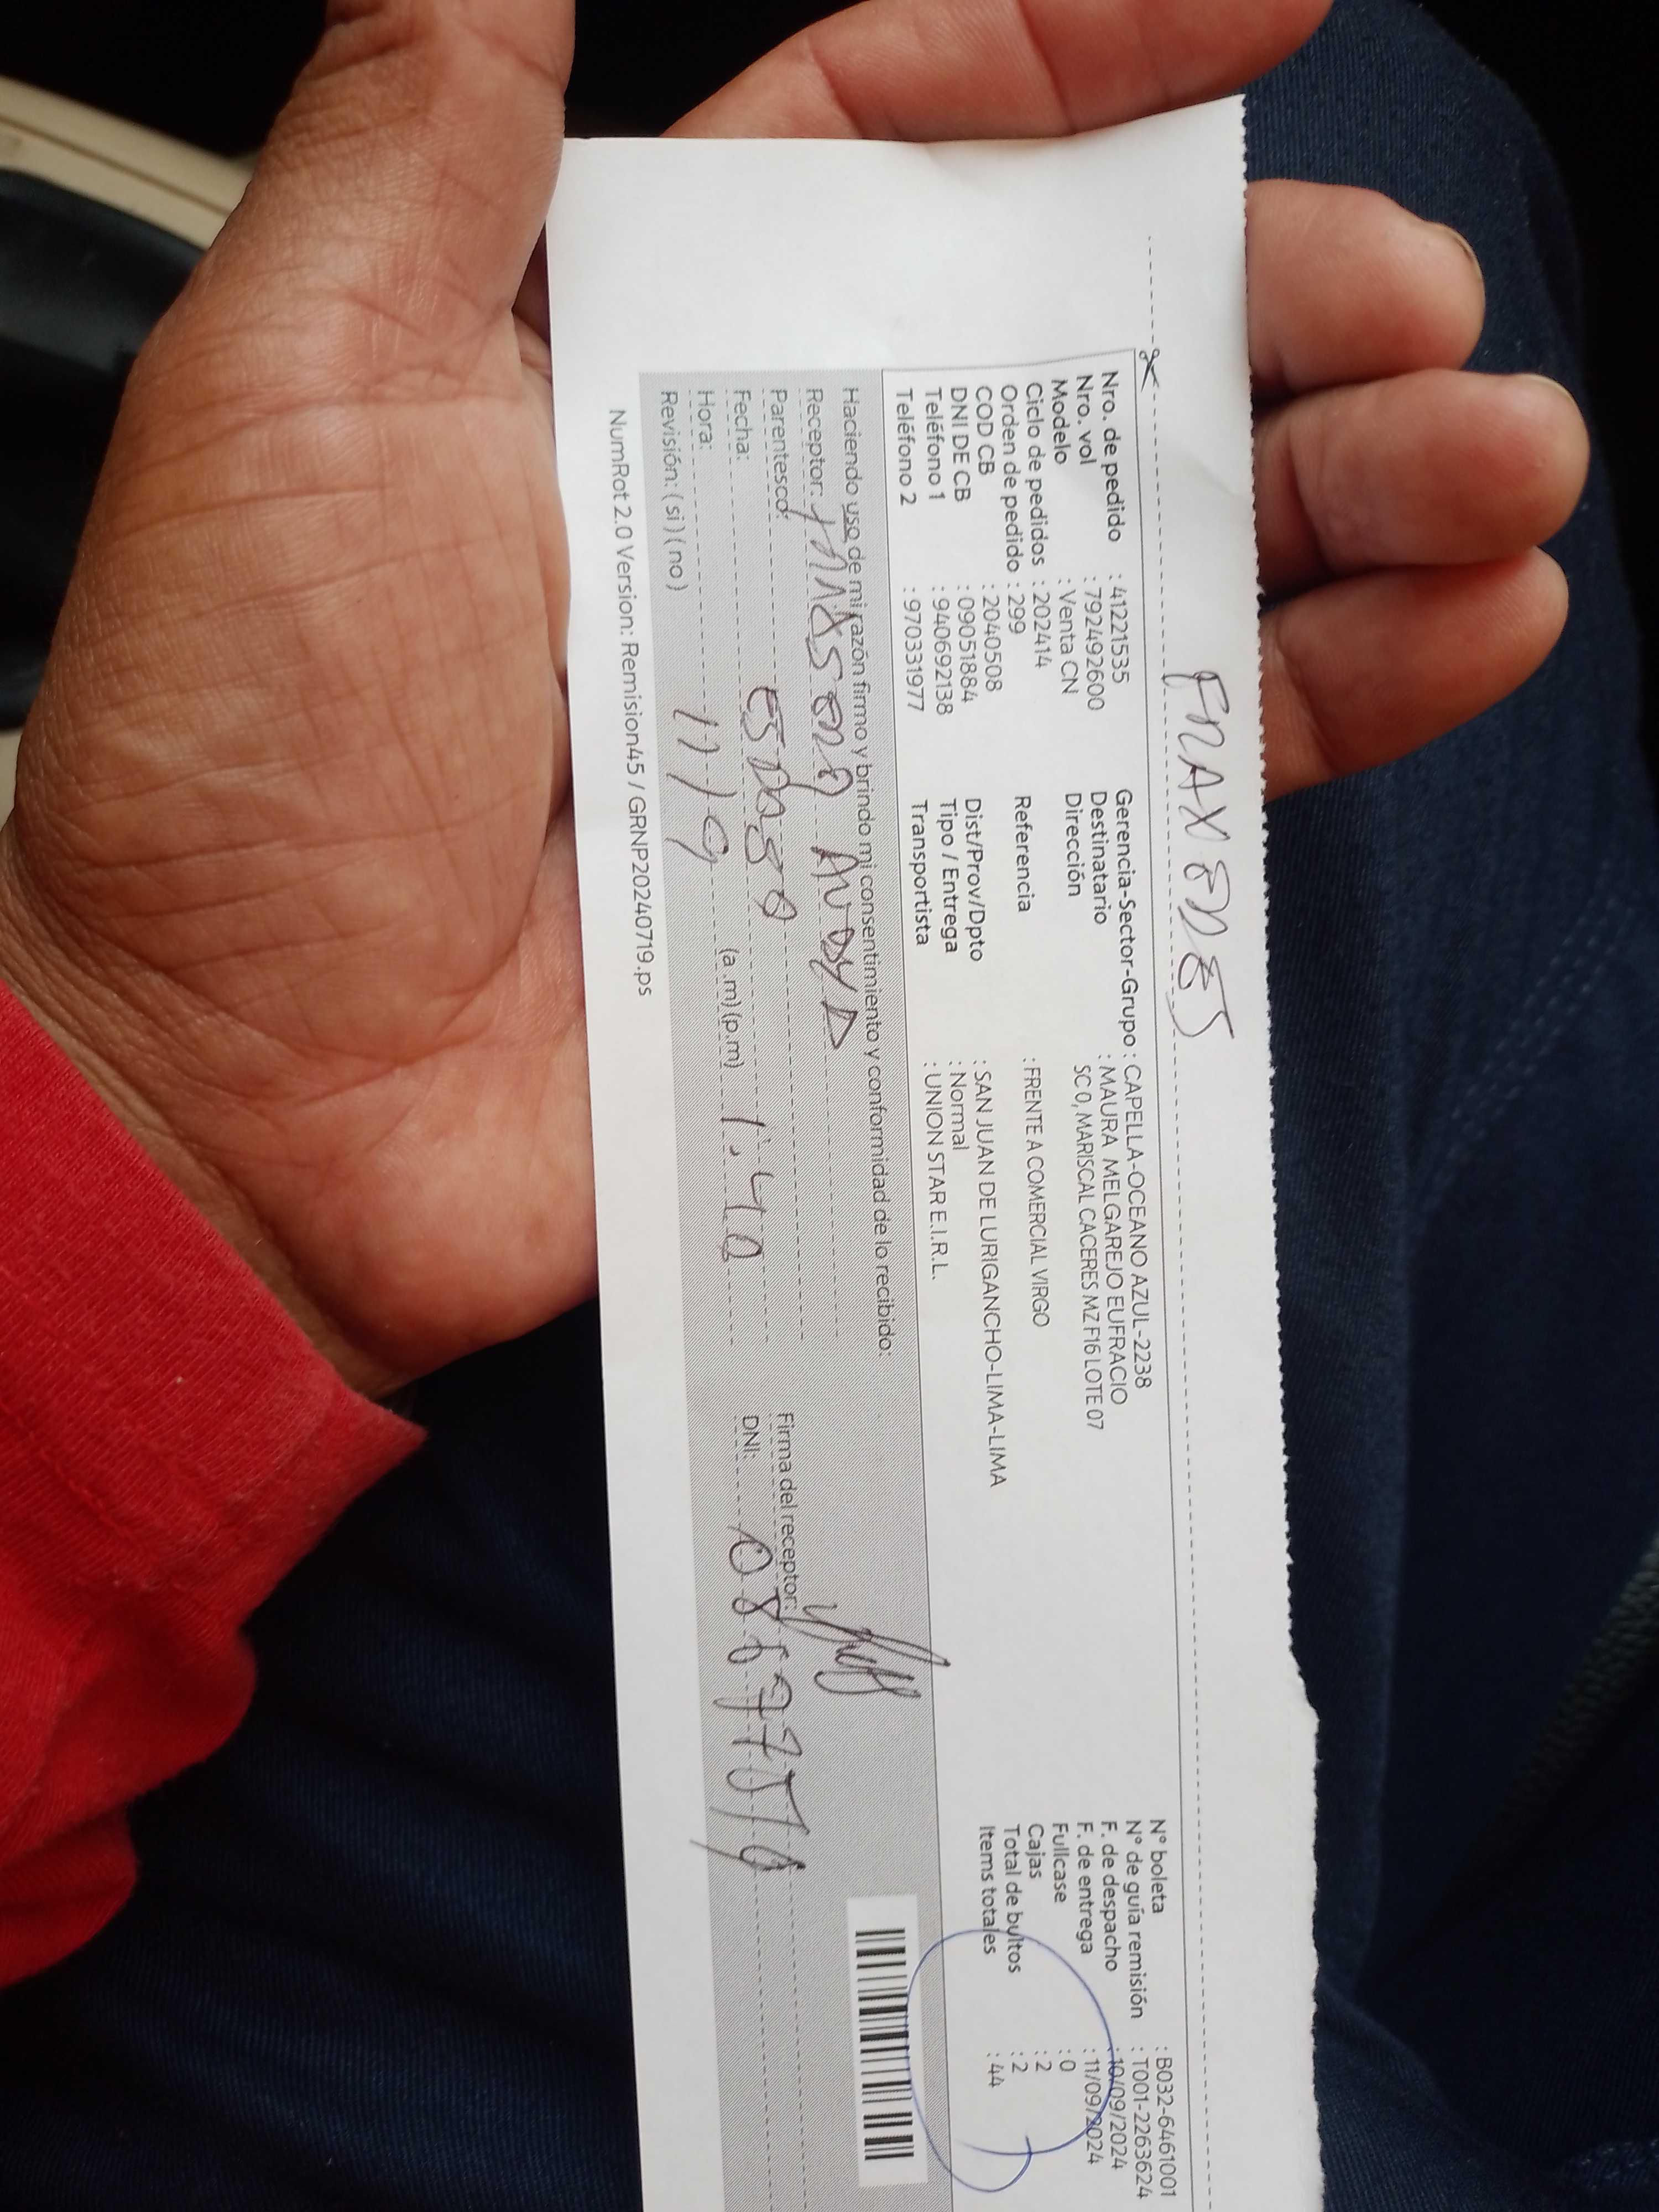 Nro. de pedido : 41221535
Nro. vol : 792492600
Modelo : Venta CN
Ciclo de pedidos : 202414
Orden de pedido : 299
COD CB : 2040508
DNI DE CB : 09051884
Teléfono 1 : 940692138
Teléfono 2 : 970331977
Gerencia-Sector-Grupo : CAPELLA-OCEANO AZUL-2238
Destinatario : MAURA MELGAREJO EUFRACIO
Dirección SC 0, MARISCAL CACERES MZ F16 LOTE 07
Referencia : FRENTE A COMERCIAL VIRGO
Dist/Prov/Dpto : SAN JUAN DE LURIGANCHO-LIMA-LIMA
Tipo / Entrega : Normal
Transportista : UNION STAR E.I.R.L.
N° boleta : B032-6461001
N° de guía remisión : T001-2263624
F. de despacho : 10/09/2024
F. de entrega : 11/09/2024
Fullcase : 0
Cajas : 2
Total de bultos : 2
Items totales : 44
Haciendo uso de mi razón firmo y brindo mi consentimiento y conformidad de lo recibido:
Receptor:
Parentesco:
Fecha: 11/9
Hora: (a.m) (p.m) 1:40
Revisión: ( si ) ( no )
Firma del receptor:
DNI:
NumRot 2.0 Version: Remision45 / GRNP20240719.ps